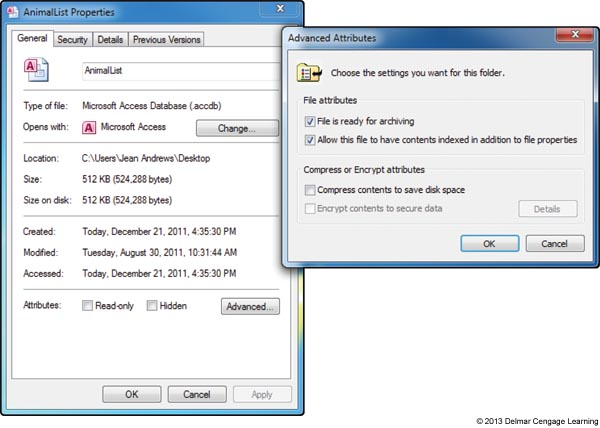 AnimalList Properties
General Security Details Previous Versions
AnimalList
Type of file: Microsoft Access Database (.accdb)
Opens with: Microsoft Access Change...
Location: C:\Users\Jean Andrews\Desktop
Size: 512 KB (524,288 bytes)
Size on disk: 512 KB (524,288 bytes)
Created: Today, December 21, 2011, 4:35:30 PM
Modified: Tuesday, August 30, 2011, 10:31:44 AM
Accessed: Today, December 21, 2011, 4:35:30 PM
Attributes: Read-only Hidden Advanced...
OK Cancel Apply
Advanced Attributes
Choose the settings you want for this folder.
File attributes
File is ready for archiving
Allow this file to have contents indexed in addition to file properties
Compress or Encrypt attributes
Compress contents to save disk space
Encrypt contents to secure data Details
OK Cancel
© 2013 Delmar Cengage Learning